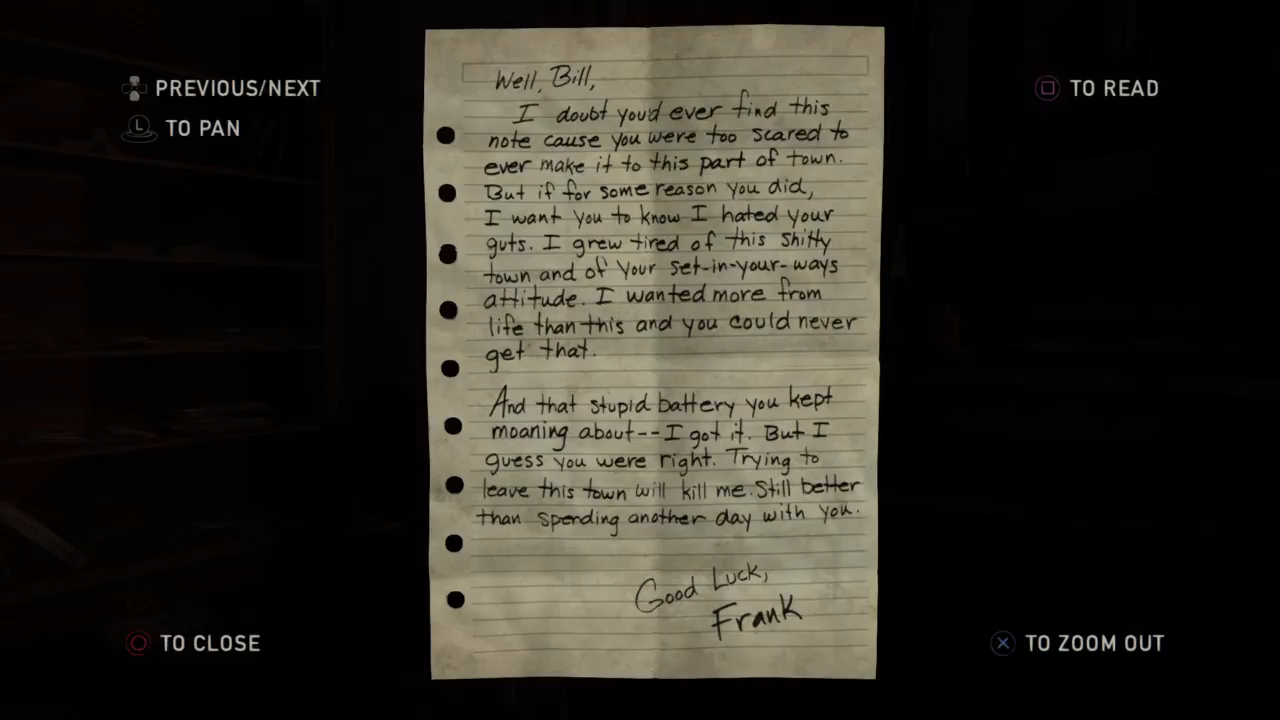 PREVIOUS/NEXT
L TO PAN
TO READ
Well, Bill,
I doubt you'd ever find this
note cause you were too scared to
ever make it to this part of town.
But if for some reason you did,
I want you to know I hated your
guts. I grew tired of this shitty
town and of your set-in-your-ways
attitude. I wanted more from
life than this and you could never
get that.
And that stupid battery you kept
moaning about--I got it. But I
guess you were right. Trying to
leave this town will kill me. Still better
than spending another day with you.
Good Luck,
Frank
TO CLOSE
TO ZOOM OUT